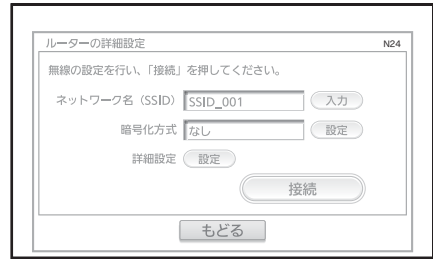 ルーターの詳細設定 N24
無線の設定を行い、「接続」を押してください。
ネットワーク名（SSID） SSID_001 入力
暗号化方式 なし 設定
詳細設定 設定
接続
もどる